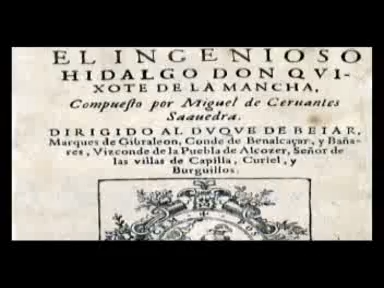 EL INGENIOSO
HIDALGO DON QVI-
XOTE DE LA MANCHA,
Compuesto por Miguel de Ceruantes
Saauedra.
DIRIGIDO AL DVQVE DE BEIAR,
Marques de Gibraleon, Conde de Benalcaçar, y Baña-
res, Vizconde de la Puebla de Alcozer, Señor de
las villas de Capilla, Curiel, y
Burguillos.